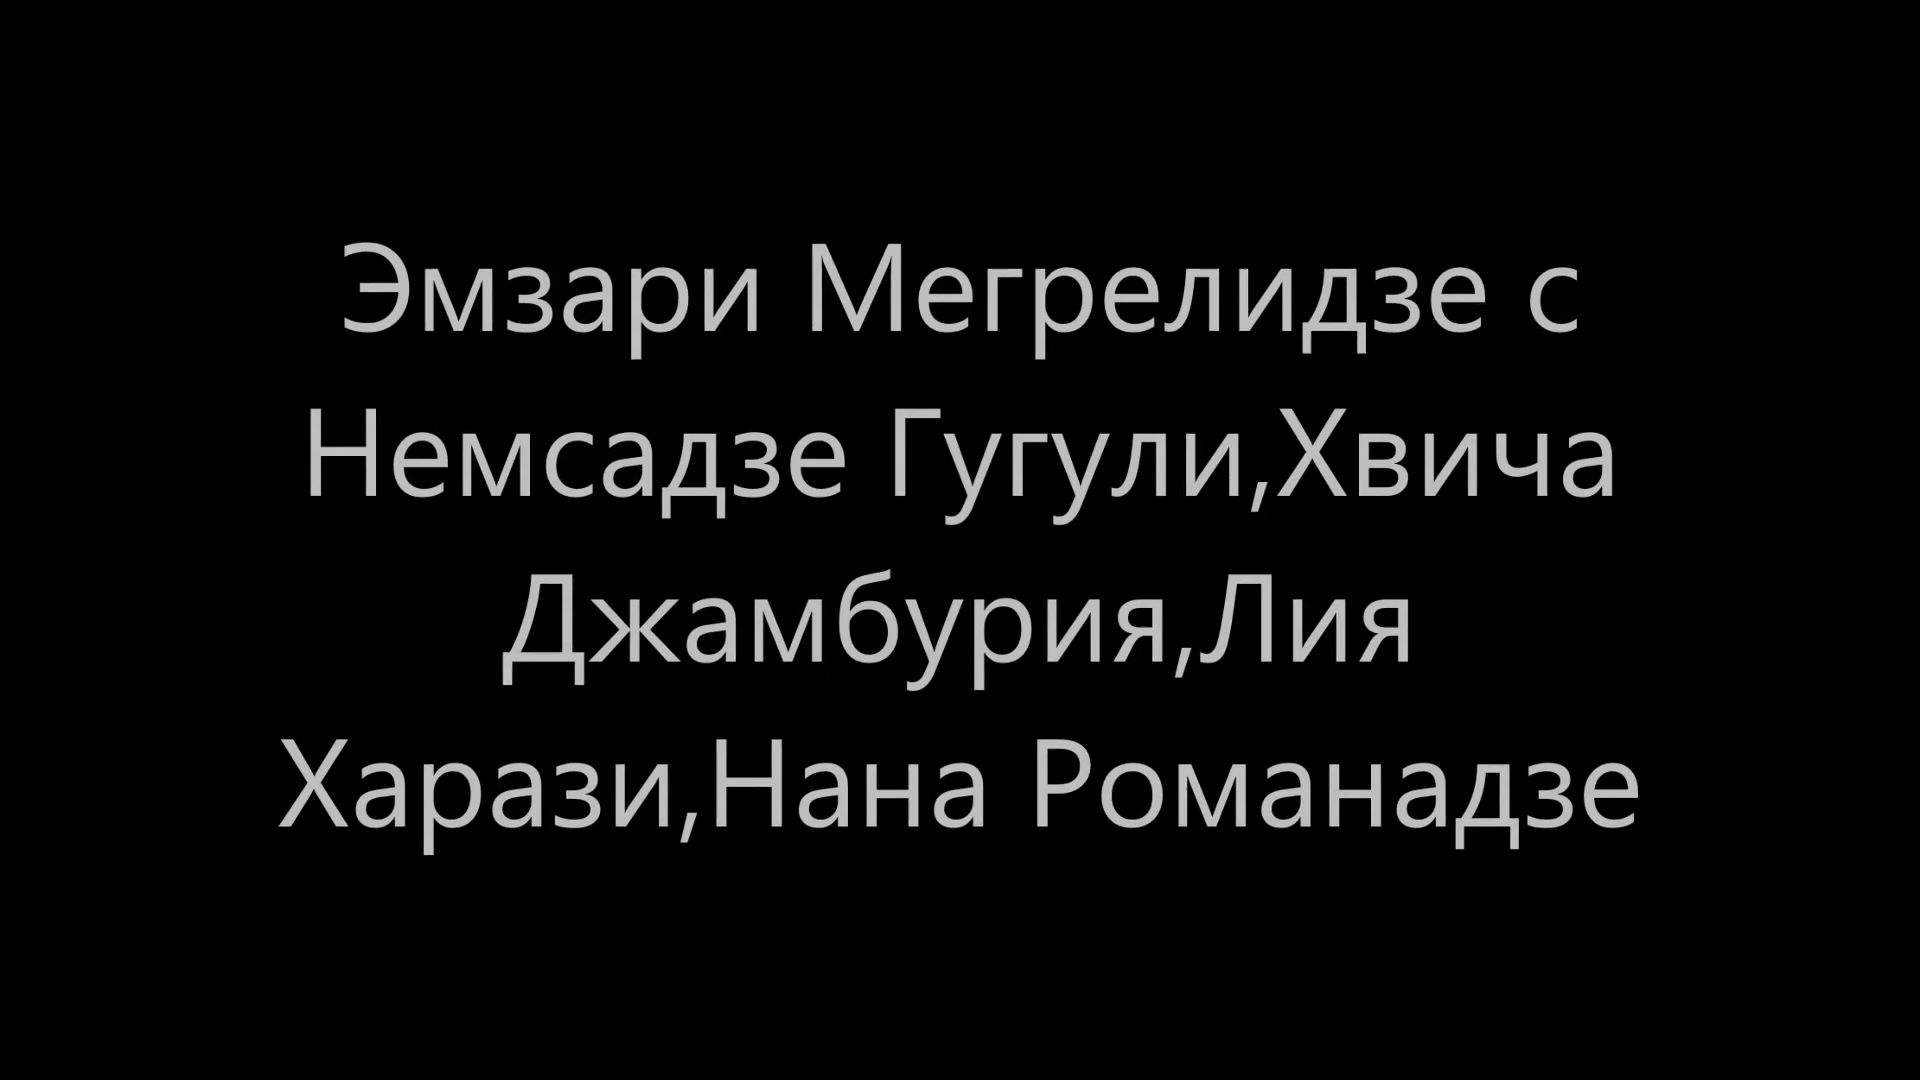 Эмзари Мегрелидзе с
Немсадзе Гугули,Хвича
Джамбурия,Лия
Харази,Нана Романадзе